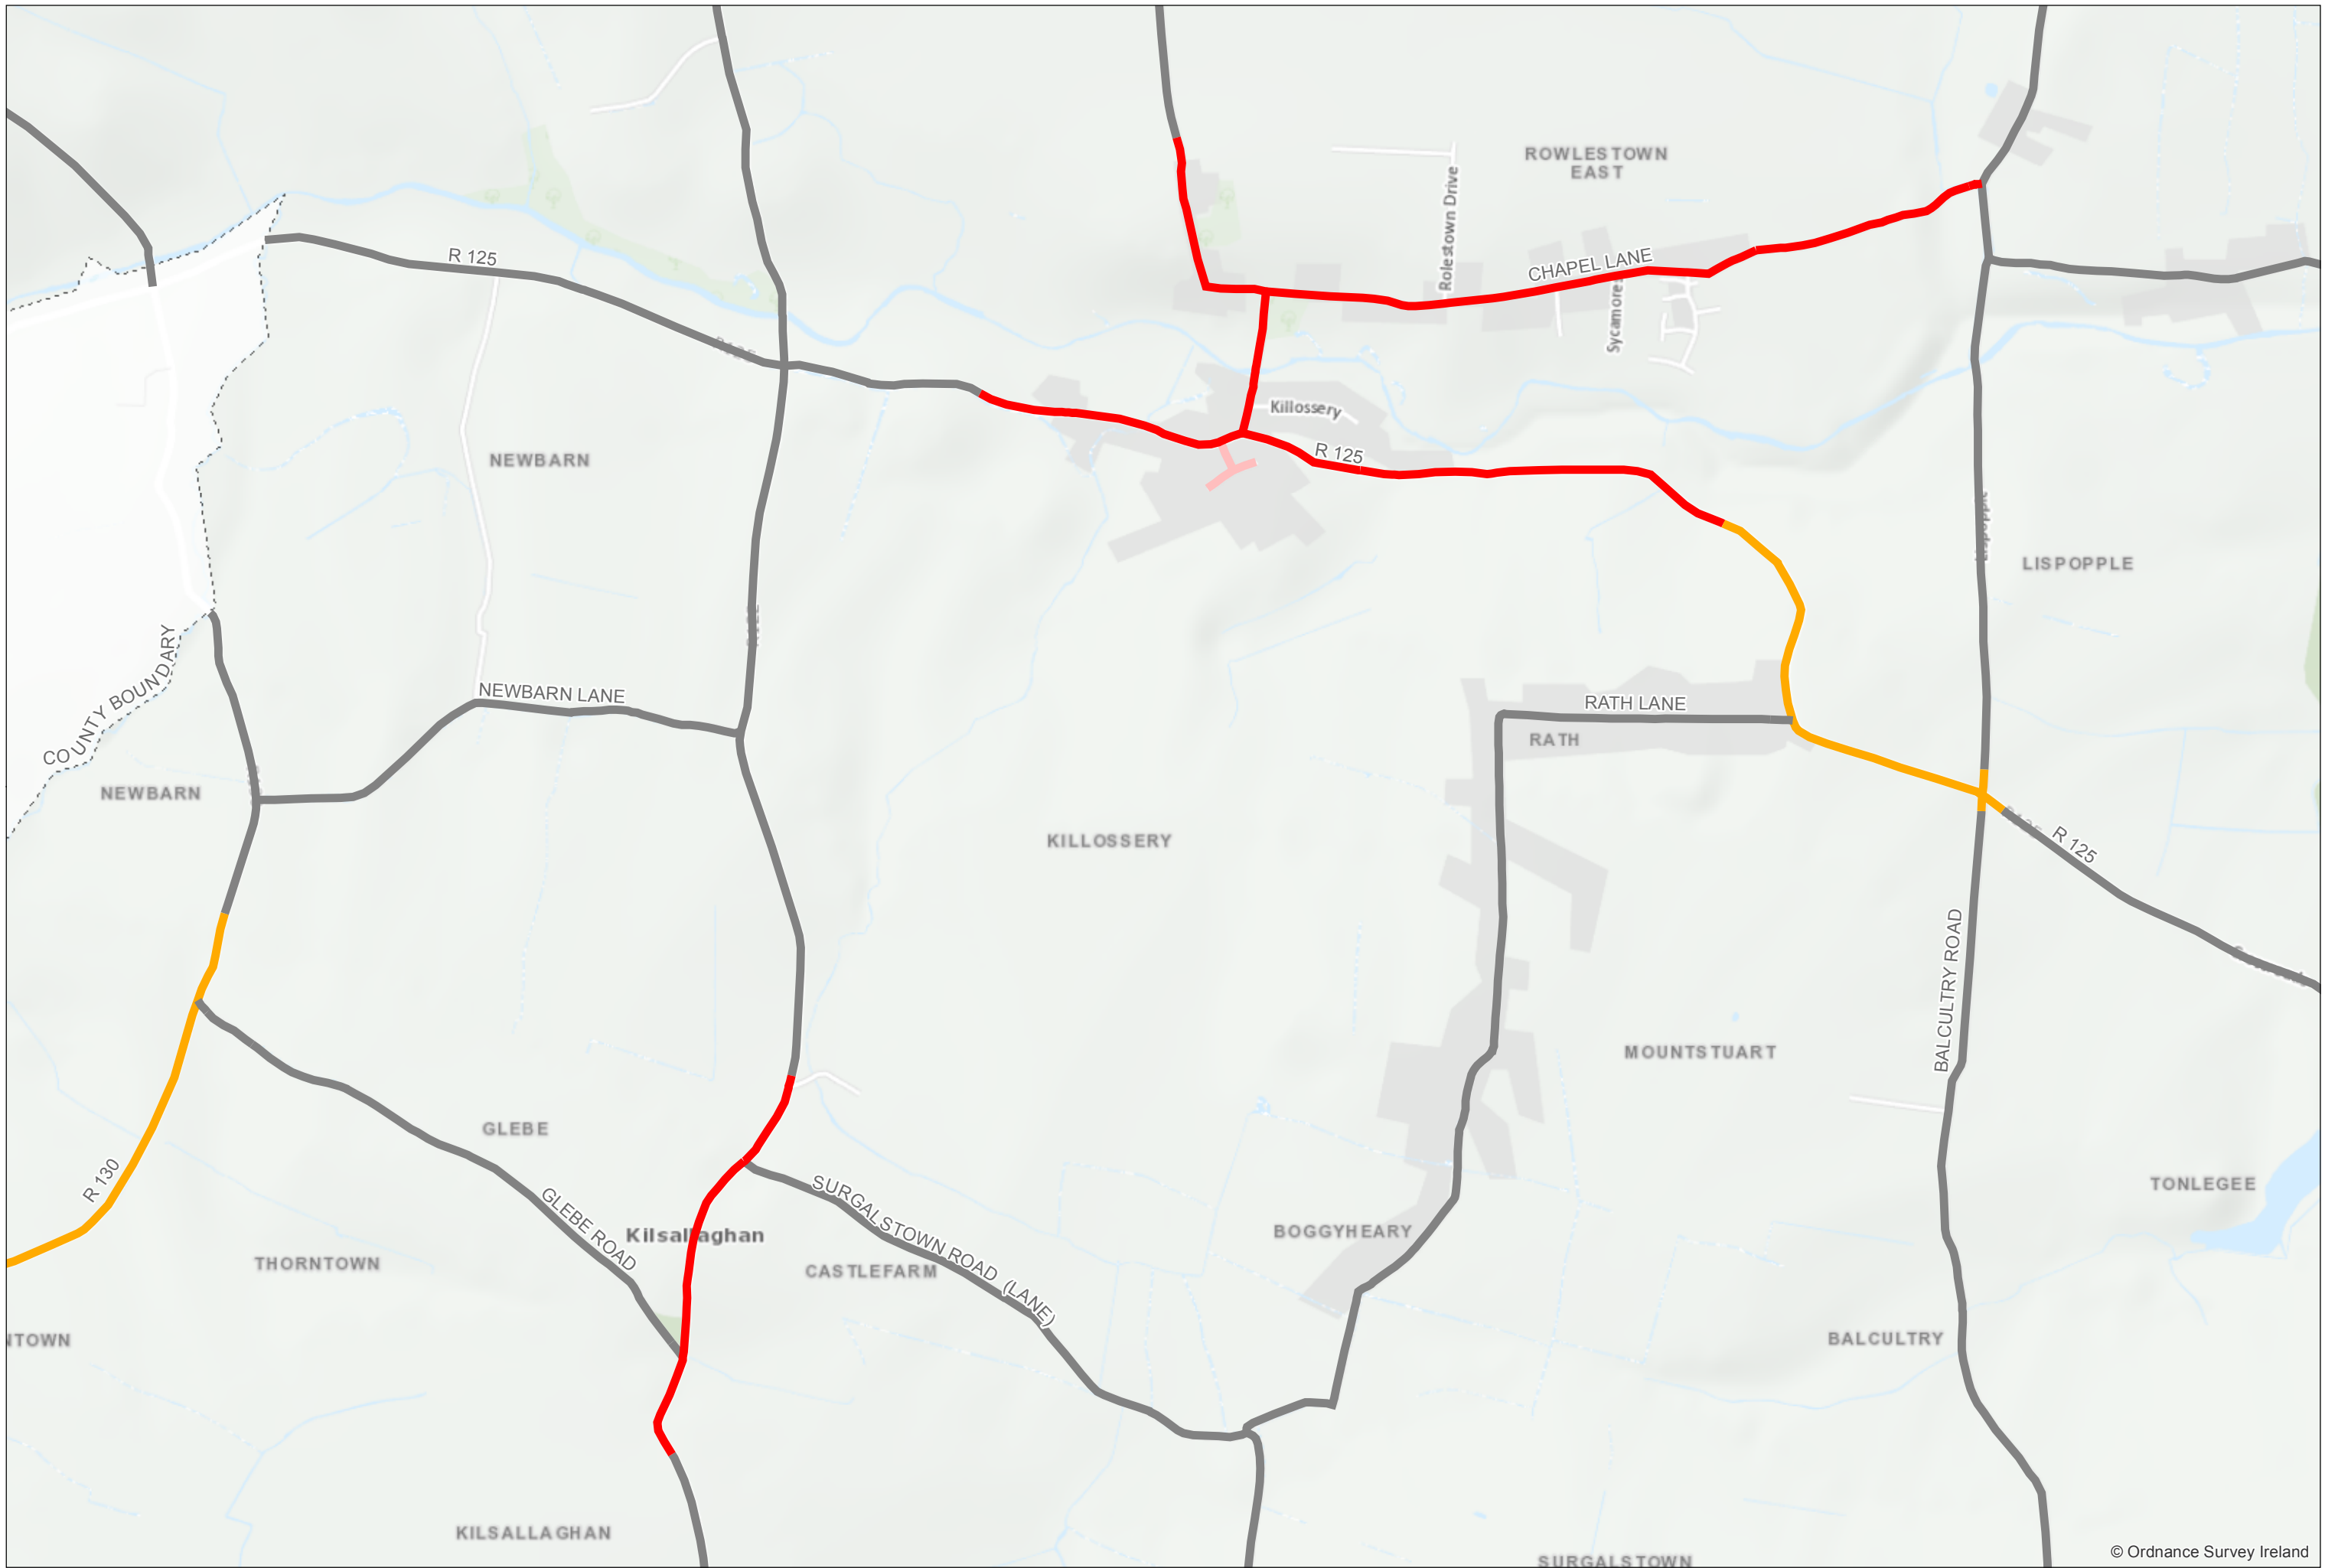 ROWLESTOWN
EAST
Rolestown Drive
R 125
CHAPEL LANE
Sycamore
Killossery
R 125
NEWBARN
LISPOPPLE
Lispopple
COUNTY BOUNDARY
NEWBARN LANE
RATH LANE
RATH
NEWBARN
KILLOSSERY
R 125
BALCULTRY ROAD
MOUNTSTUART
GLEBE
R 130
GLEBE ROAD
SURGALSTOWN ROAD (LANE)
TONLEGEE
Kilsallaghan
BOGGYHEARY
THORNTOWN
CASTLEFARM
NTOWN
BALCULTRY
KILSALLAGHAN
SURGALSTOWN
© Ordnance Survey Ireland